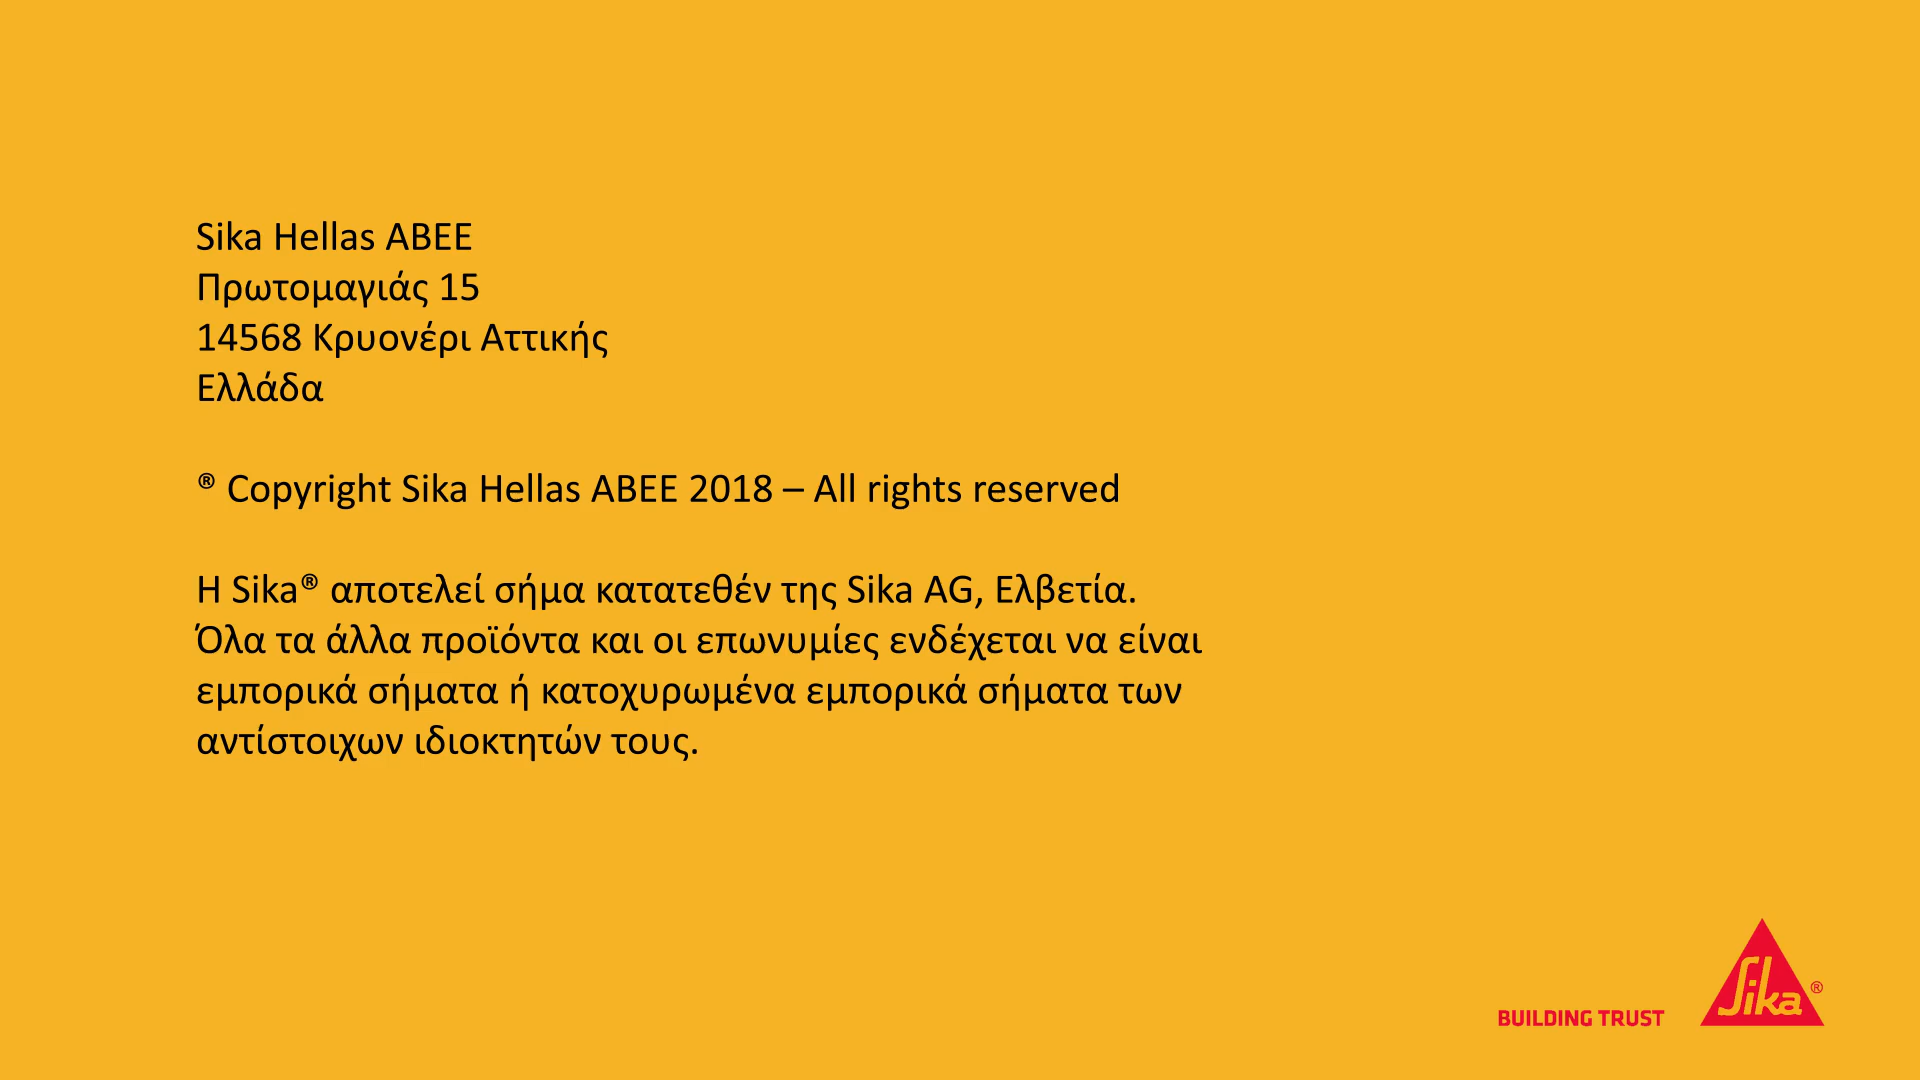 Sika Hellas ABEE
Πρωτομαγιάς 15
14568 Κρυονέρι Αττικής
Ελλάδα
® Copyright Sika Hellas ABEE 2018 – All rights reserved
Η Sika® αποτελεί σήμα κατατεθέν της Sika AG, Ελβετία.
Όλα τα άλλα προϊόντα και οι επωνυμίες ενδέχεται να είναι
εμπορικά σήματα ή κατοχυρωμένα εμπορικά σήματα των
αντίστοιχων ιδιοκτητών τους.
BUILDING TRUST
Sika®